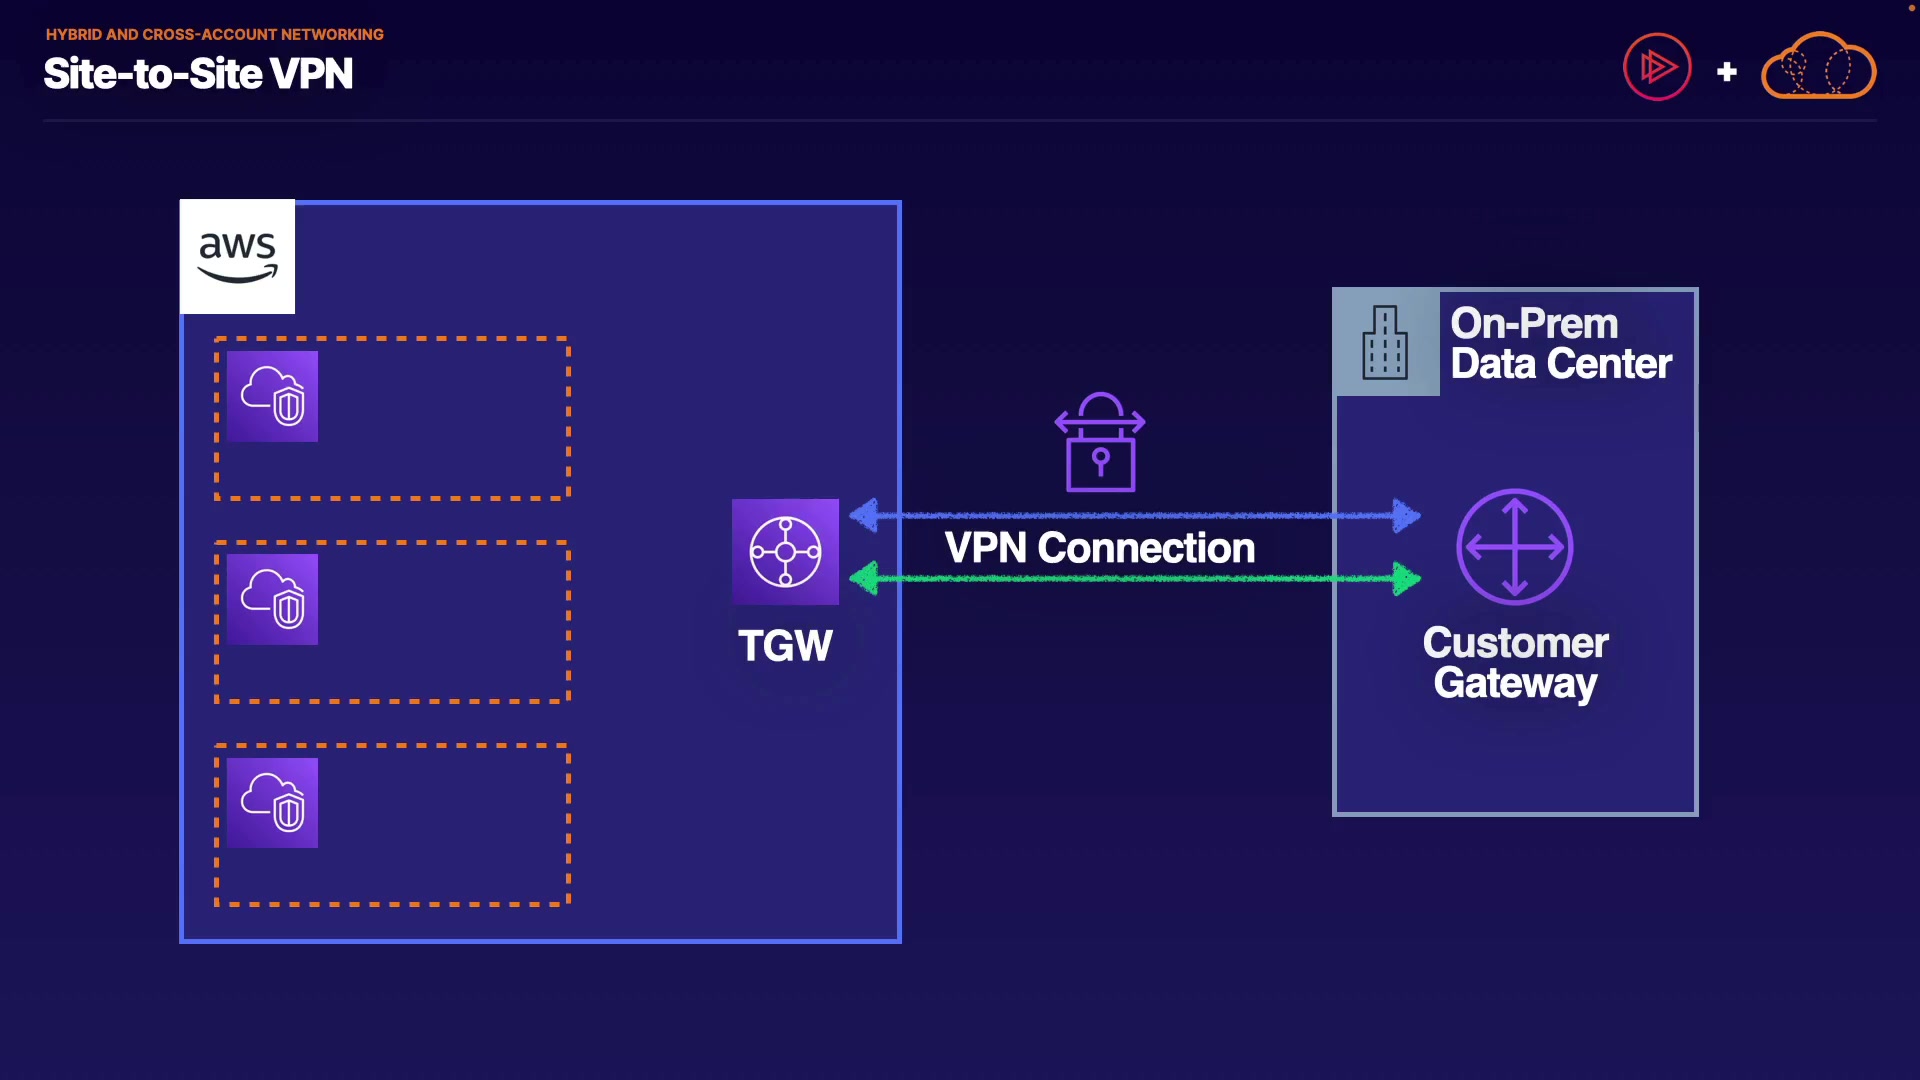 HYBRID AND CROSS-ACCOUNT NETWORKING
Site-to-Site VPN
aws
On-Prem
Data Center
VPN Connection
TGW
Customer
Gateway